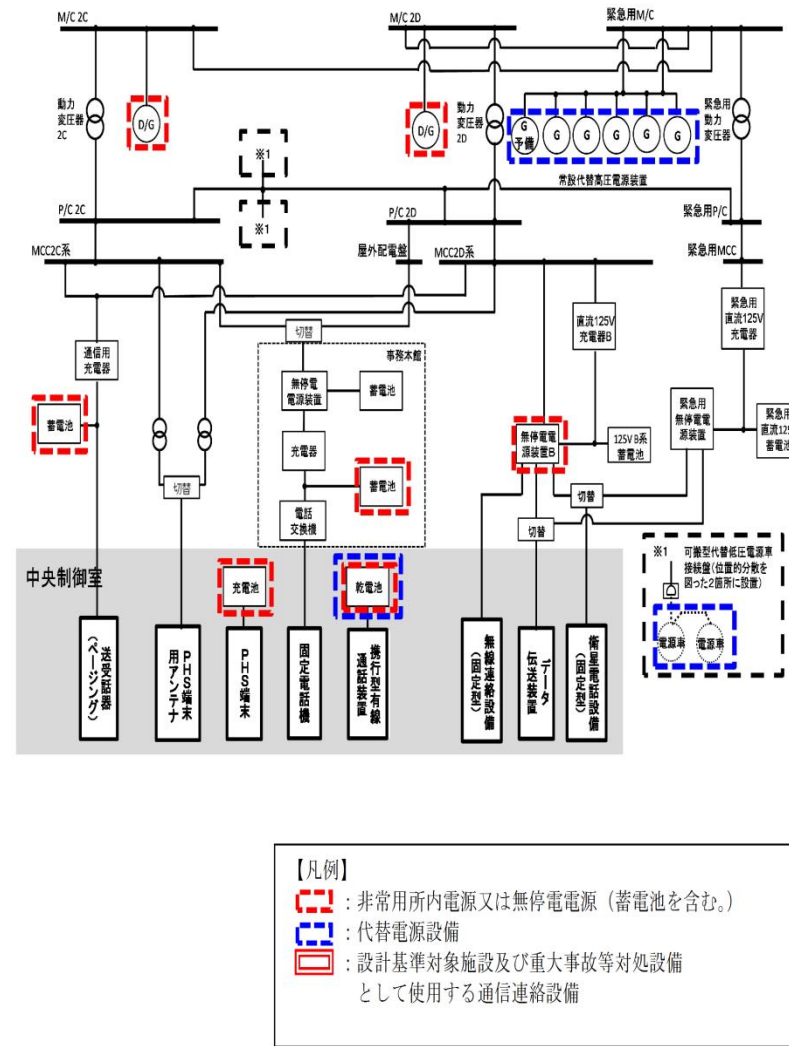 M/C 2C
M/C 2D
緊急用M/C
動力
変圧器
2C
D/G
D/G
動力
変圧器
2D
G
予備
G
G
G
G
G
緊急用
動力
変圧器
※1
※1
常設代替高圧電源装置
P/C 2C
P/C 2D
緊急用P/C
MCC2C系
屋外配電盤
MCC2D系
緊急用MCC
通信用
充電器
蓄電池
切替
切替
事務本館
無停電
電源装置
蓄電池
充電器
蓄電池
電話
交換機
直流125V
充電器B
無停電電
源装置B
125V B系
蓄電池
緊急用
直流125V
充電器
緊急用
無停電電
源装置
緊急用
直流125
蓄電池
切替
切替
※1 可搬型代替低圧電源車
接続盤(位置的分散を
図った2箇所に設置)
電源車
電源車
中央制御室
充電池
乾電池
送受話器
(ページング)
PHS端末
用アンテナ
PHS端末
固定電話機
携行型有線
通話装置
無線連絡設備
(固定型)
データ
伝送装置
衛星電話設備
(固定型)
【凡例】
:非常用所内電源又は無停電電源(蓄電池を含む。)
:代替電源設備
:設計基準対象施設及び重大事故等対処設備
として使用する通信連絡設備